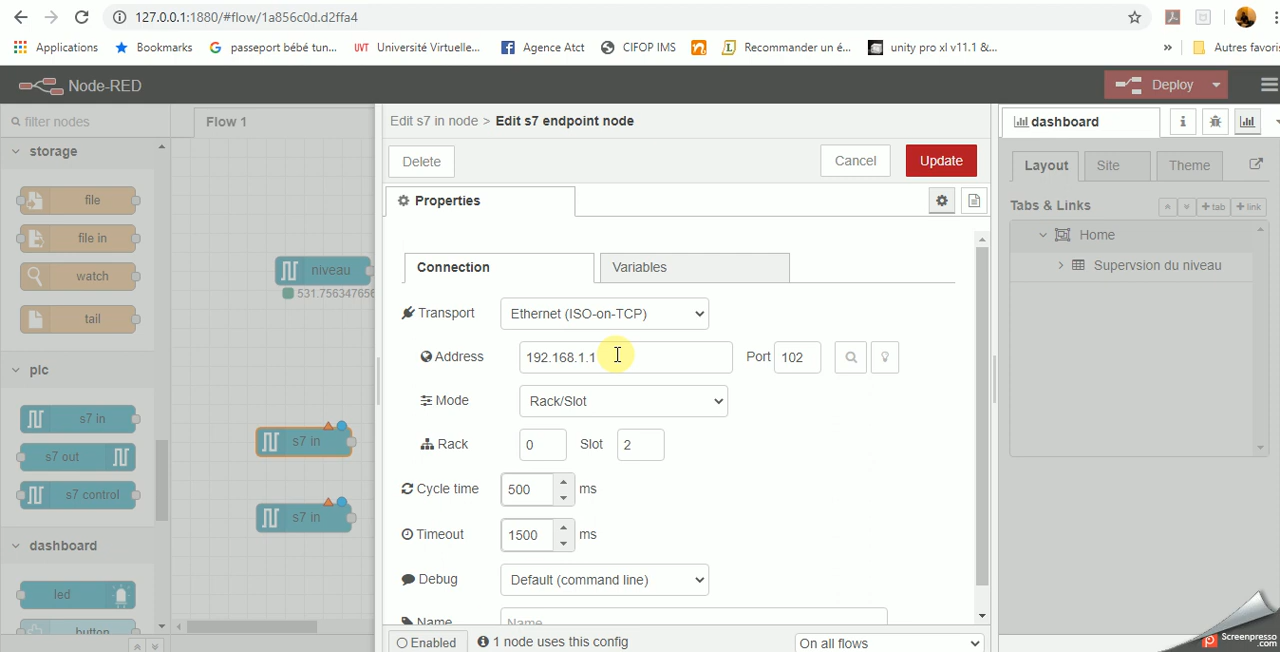 127.0.0.1:1880/#flow/1a856c0d.d2ffa4
Applications Bookmarks passeport bébé tun... UVT Université Virtuelle... Agence Atct CIFOP IMS Recommander un é... unity pro xl v11.1 &... » Autres favoris
Node-RED Deploy
filter nodes Flow 1 Edit s7 in node > Edit s7 endpoint node dashboard i
storage Delete Cancel Update Layout Site Theme
file Properties Tabs & Links tab link
file in niveau Connection Variables Home
watch 531.756347656 Supervsion du niveau
tail Transport Ethernet (ISO-on-TCP)
plc Address 192.168.1.1 Port 102
s7 in s7 in Mode Rack/Slot
s7 out Rack 0 Slot 2
s7 control s7 in Cycle time 500 ms
dashboard Timeout 1500 ms
led Debug Default (command line)
button Name Name
Enabled 1 node uses this config On all flows
Screenpresso
.com